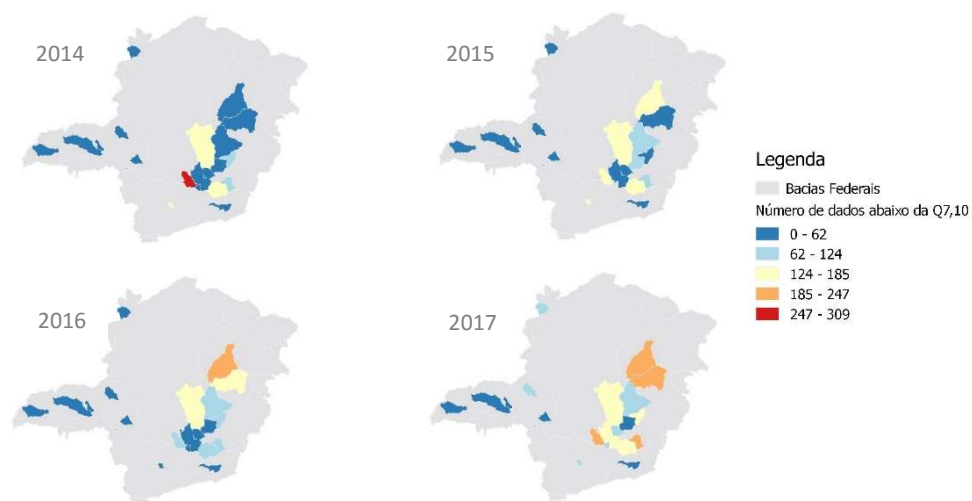 2014
2015
Legenda
Bacias Federais
Número de dados abaixo da Q7,10
0 - 62
62 - 124
124 - 185
185 - 247
247 - 309
2016
2017